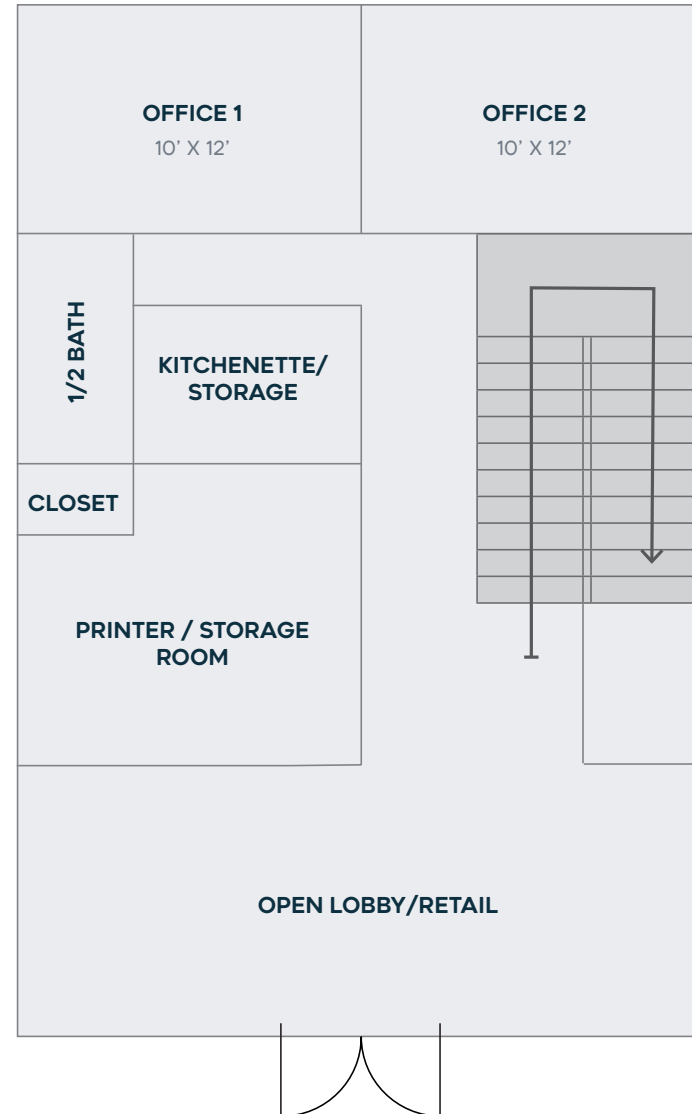 OFFICE 1
10’ X 12’
OFFICE 2
10’ X 12’
1/2 BATH
KITCHENETTE/
STORAGE
CLOSET
PRINTER / STORAGE
ROOM
OPEN LOBBY/RETAIL